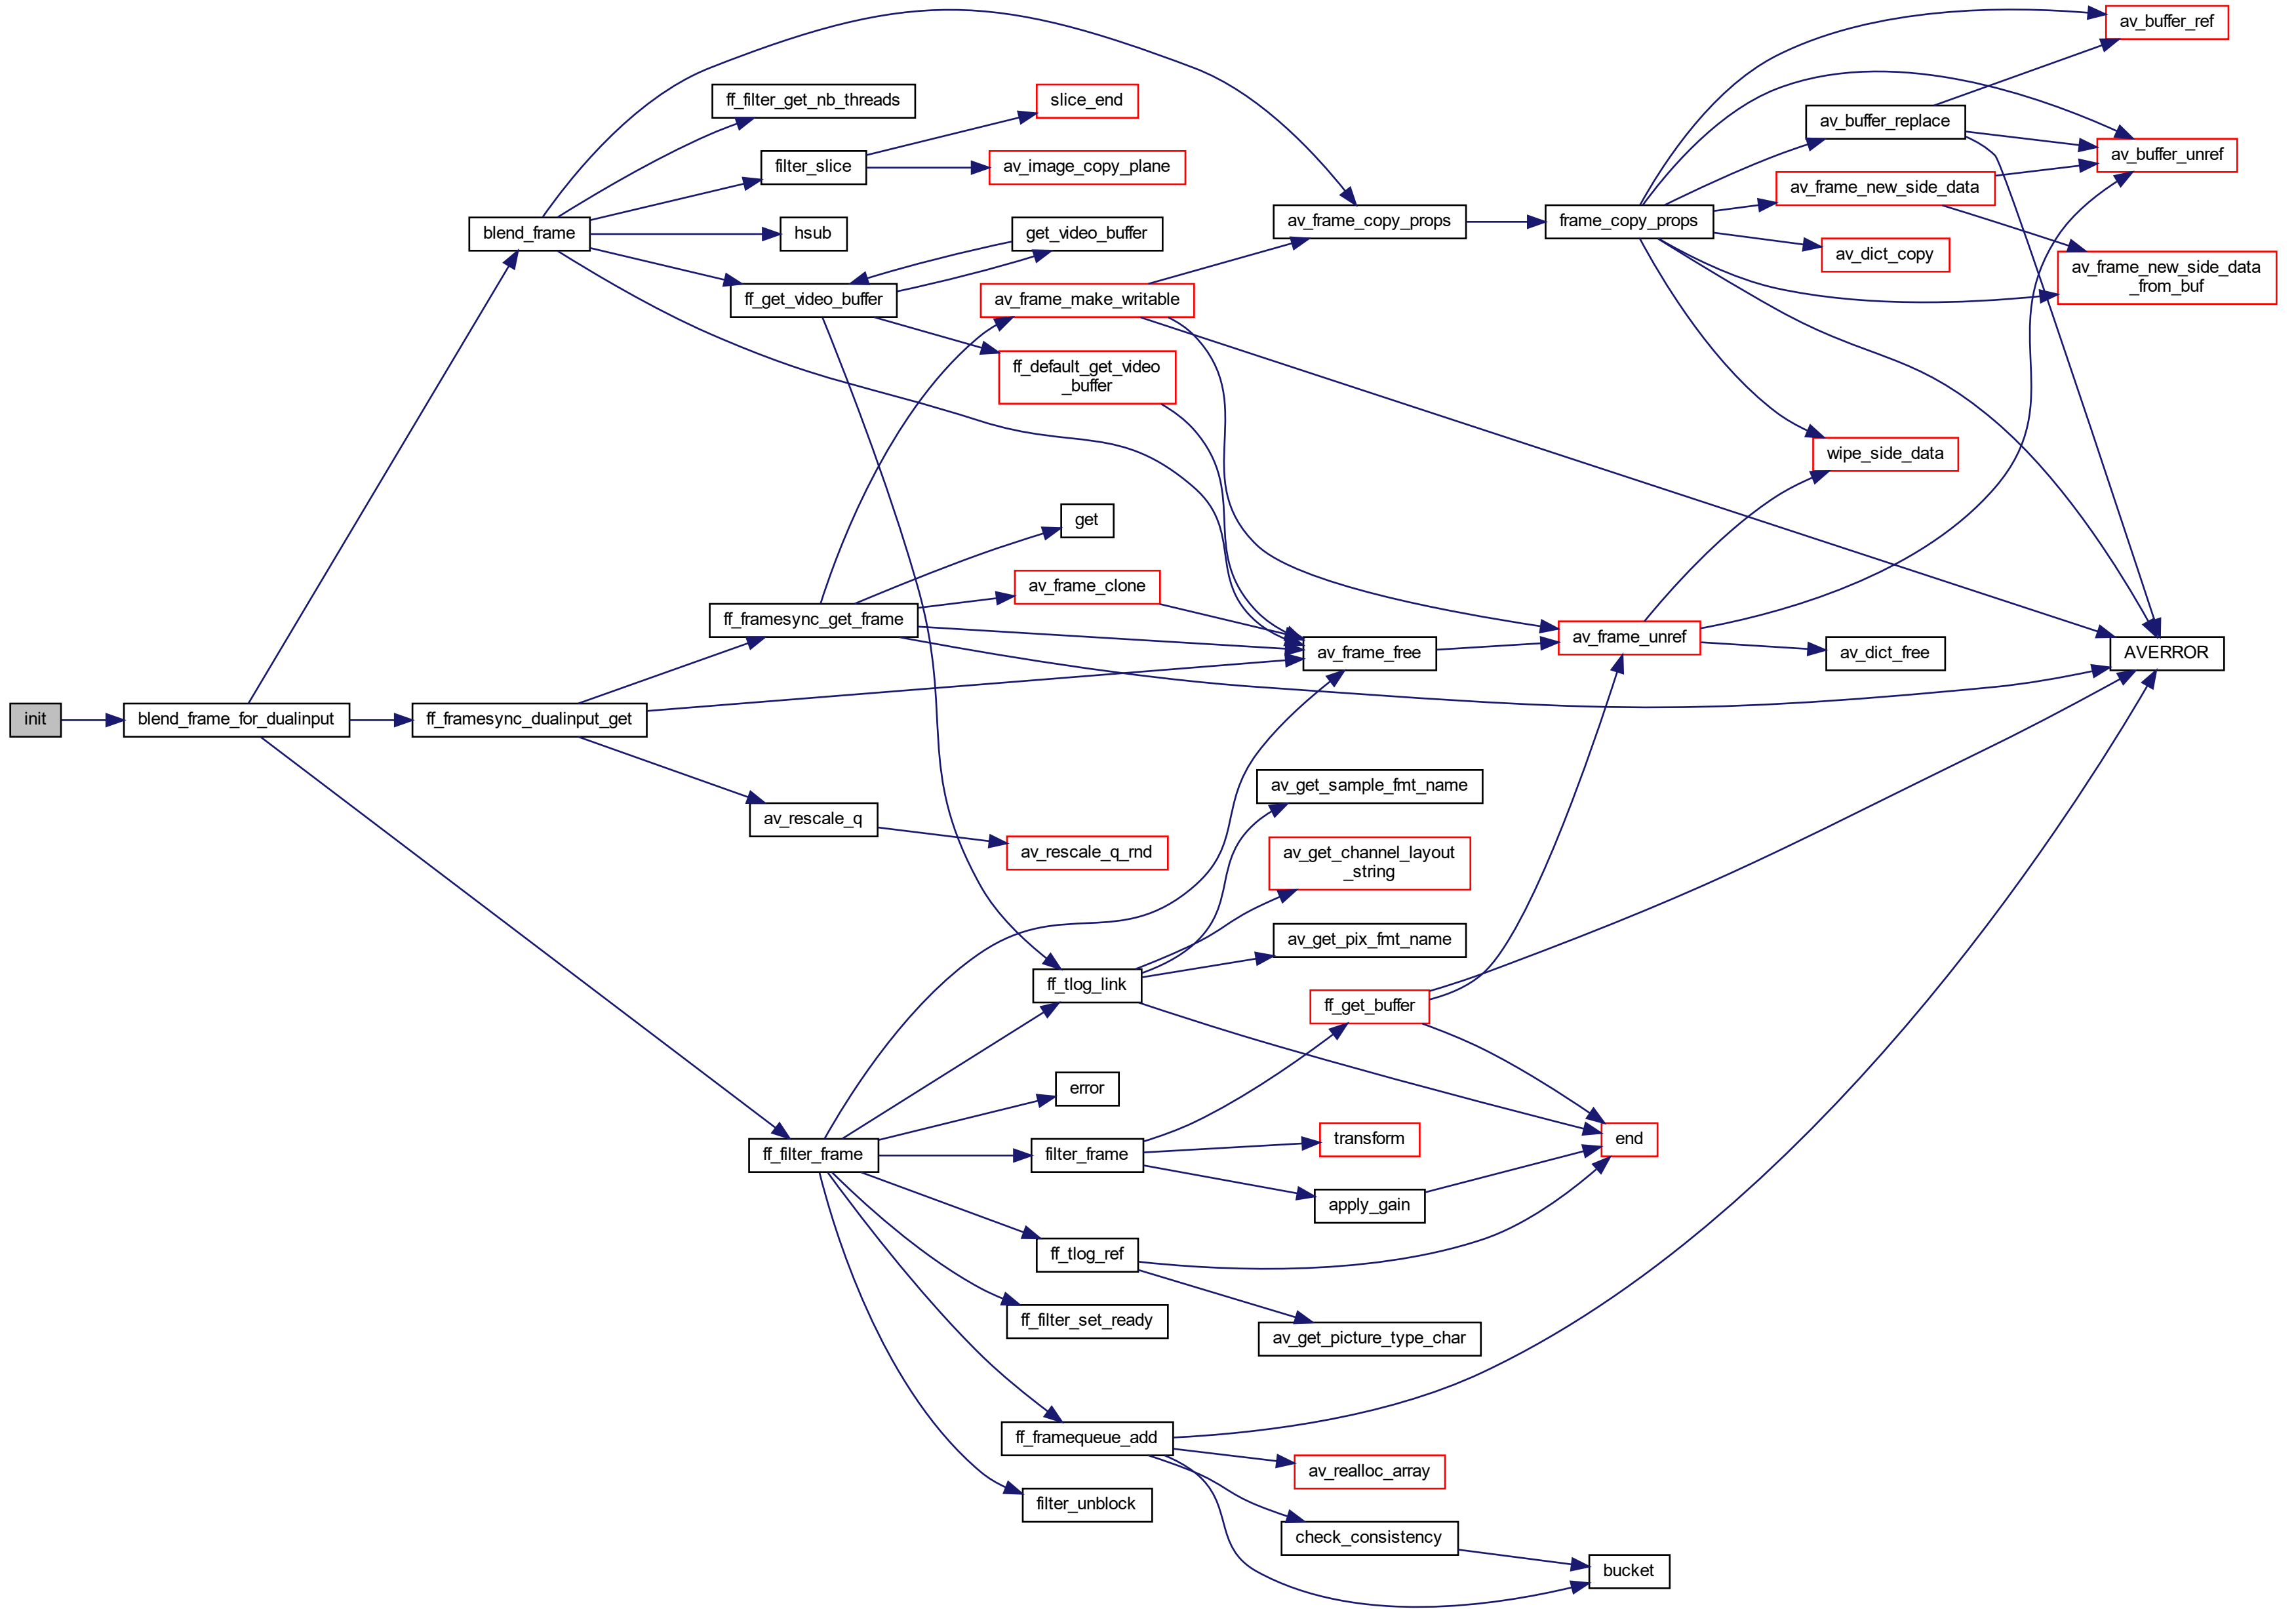 av_buffer_ref
ff_filter_get_nb_threads
slice_end
av_buffer_replace
filter_slice
av_image_copy_plane
av_buffer_unref
av_frame_new_side_data
blend_frame
hsub
get_video_buffer
av_frame_copy_props
frame_copy_props
av_dict_copy
av_frame_new_side_data
_from_buf
ff_get_video_buffer
av_frame_make_writable
ff_default_get_video
_buffer
wipe_side_data
get
av_frame_clone
ff_framesync_get_frame
av_frame_free
av_frame_unref
av_dict_free
AVERROR
init
blend_frame_for_dualinput
ff_framesync_dualinput_get
av_get_sample_fmt_name
av_rescale_q
av_rescale_q_rnd
av_get_channel_layout
_string
av_get_pix_fmt_name
ff_tlog_link
ff_get_buffer
error
ff_filter_frame
filter_frame
transform
end
apply_gain
ff_tlog_ref
ff_filter_set_ready
av_get_picture_type_char
ff_framequeue_add
av_realloc_array
filter_unblock
check_consistency
bucket